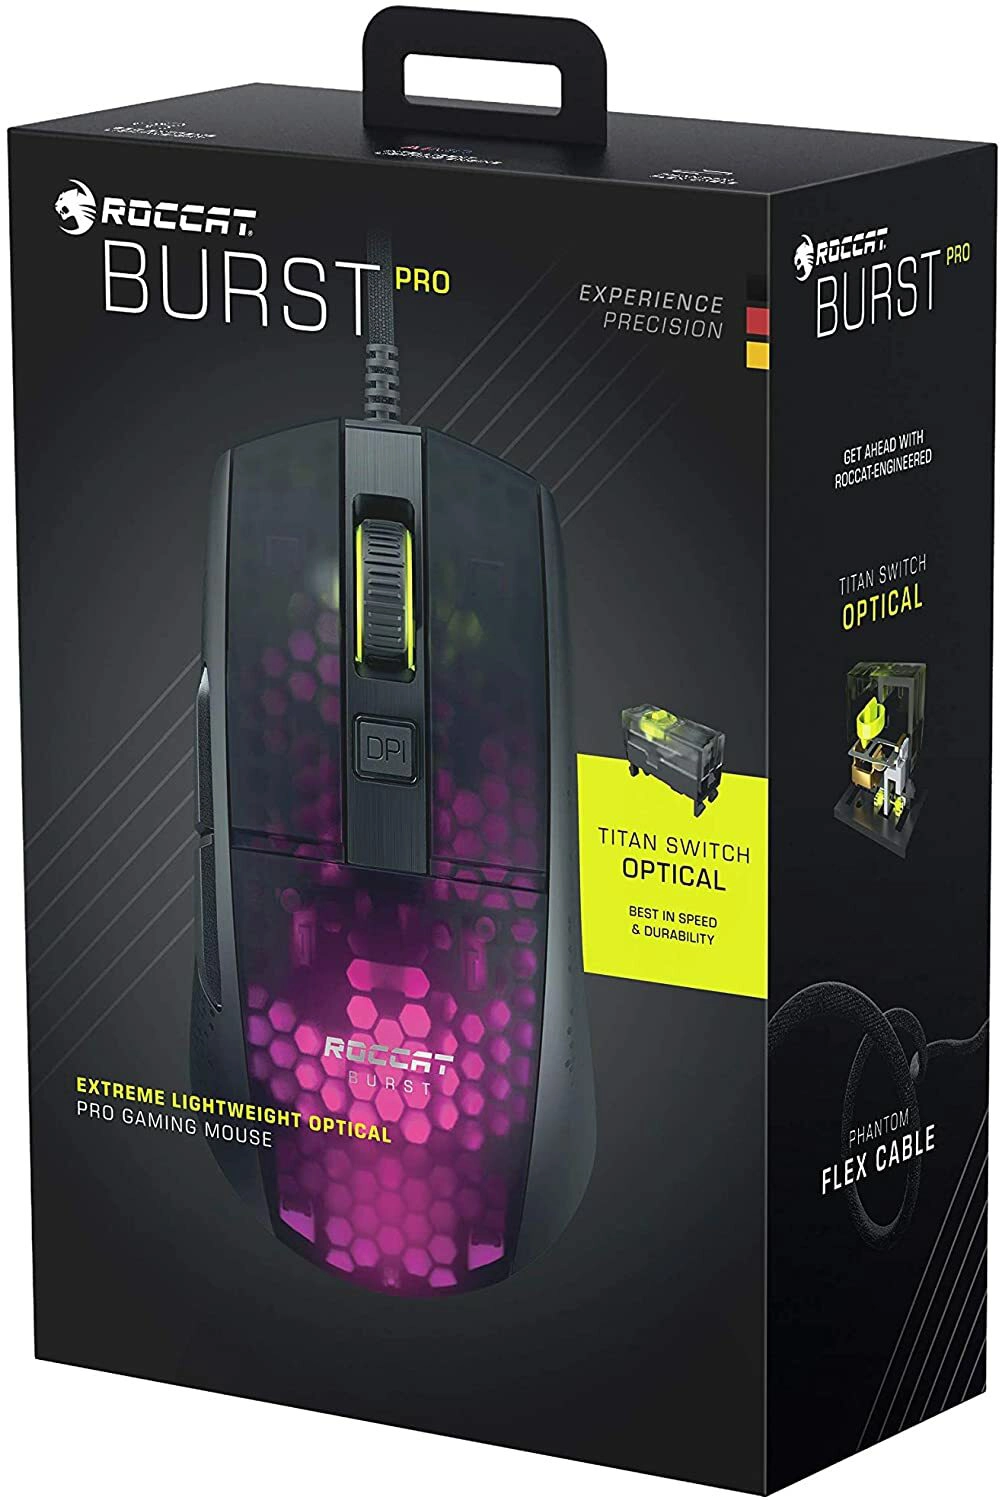 ROCCAT
BURST PRO
EXPERIENCE
PRECISION
DPI
TITAN SWITCH
OPTICAL
BEST IN SPEED
& DURABILITY
ROCCAT
BURST
EXTREME LIGHTWEIGHT OPTICAL
PRO GAMING MOUSE
ROCCAT
BURST PRO
GET AHEAD WITH
ROCCAT-ENGINEERED
TITAN SWITCH
OPTICAL
PHANTOM
FLEX CABLE